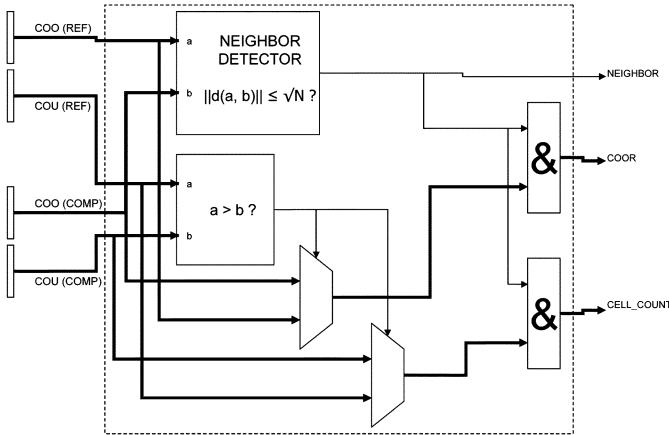 COO (REF)
COU (REF)
COO (COMP)
COU (COMP)
a
NEIGHBOR
DETECTOR
b
||d(a, b)|| ≤ √N ?
a
a > b ?
b
&
&
NEIGHBOR
COOR
CELL_COUNT